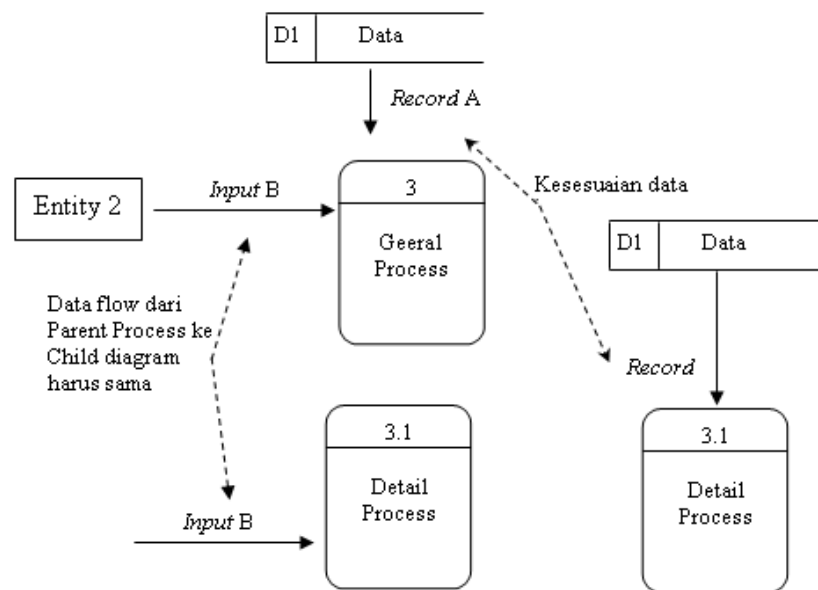 D1 Data
Record A
Entity 2
Input B
3
Geeral
Process
Kesesuaian data
D1 Data
Data flow dari
Parent Process ke
Child diagram
harus sama
Record
3.1
Detail
Process
Input B
3.1
Detail
Process